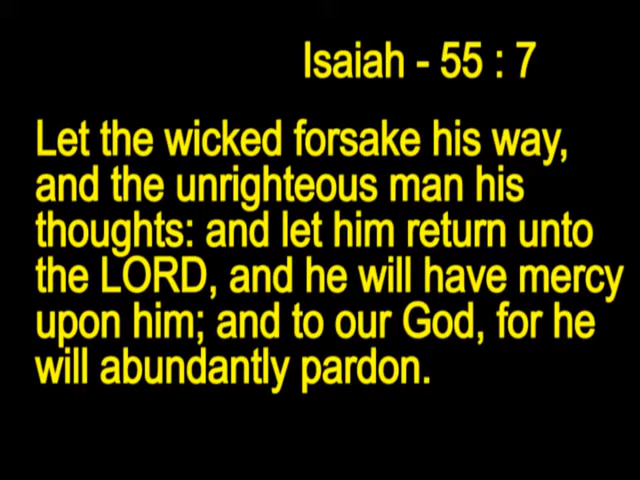 Isaiah - 55 : 7
Let the wicked forsake his way,
and the unrighteous man his
thoughts: and let him return unto
the LORD, and he will have mercy
upon him; and to our God, for he
will abundantly pardon.